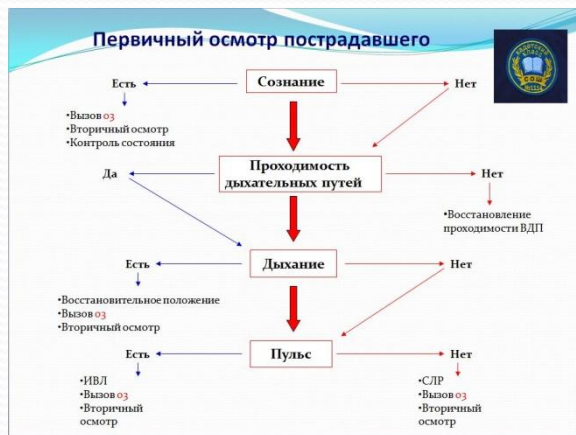 Первичный осмотр пострадавшего
Есть
Сознание
Нет
•Вызов 03
•Вторичный осмотр
•Контроль состояния
Да
Проходимость
дыхательных путей
Нет
•Восстановление
проходимости ВДП
Есть
Дыхание
Нет
•Восстановительное положение
•Вызов 03
•Вторичный осмотр
Есть
Пульс
Нет
•ИВЛ
•Вызов 03
•Вторичный
осмотр
•СЛР
•Вызов 03
•Вторичный
осмотр